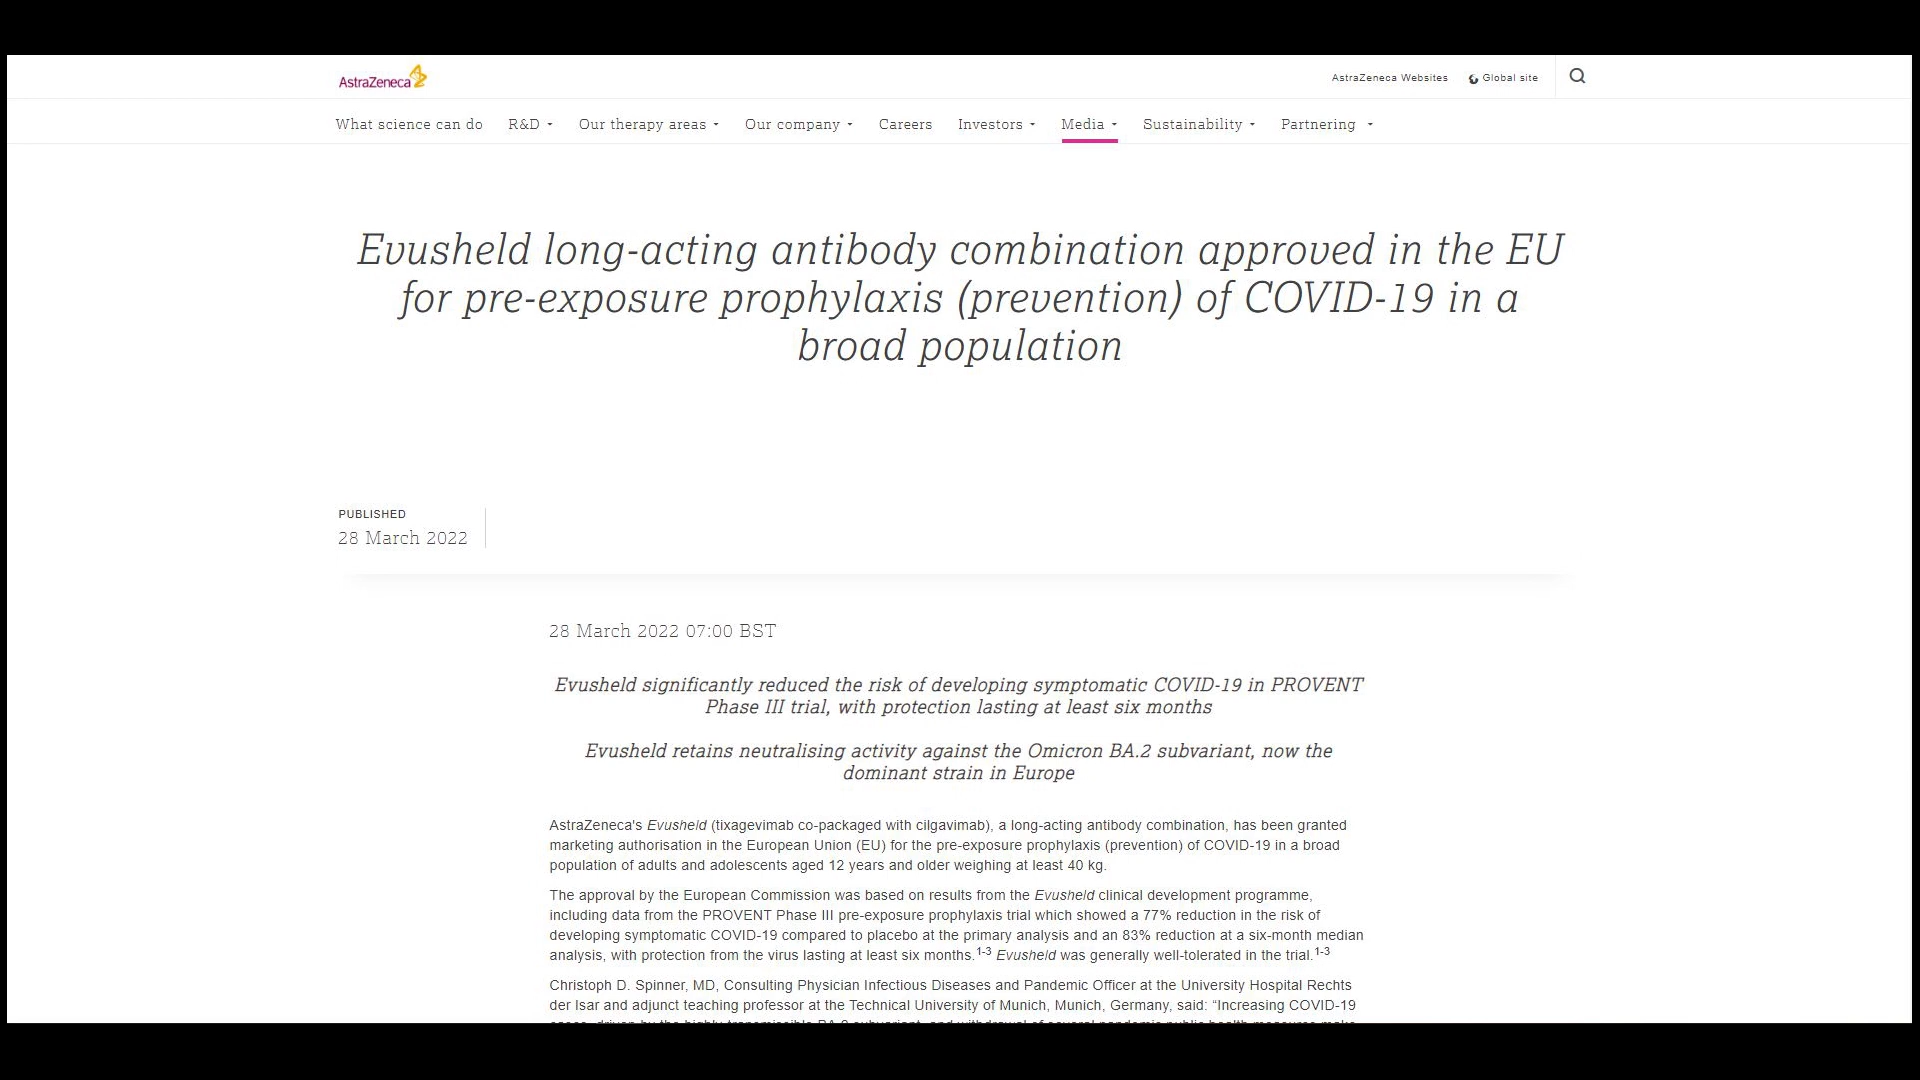 AstraZeneca
AstraZeneca Websites
Global site
What science can do R&D Our therapy areas Our company Careers Investors Media Sustainability Partnering
Evusheld long-acting antibody combination approved in the EU
for pre-exposure prophylaxis (prevention) of COVID-19 in a
broad population
PUBLISHED
28 March 2022
28 March 2022 07:00 BST
Evusheld significantly reduced the risk of developing symptomatic COVID-19 in PROVENT
Phase III trial, with protection lasting at least six months
Evusheld retains neutralising activity against the Omicron BA.2 subvariant, now the
dominant strain in Europe
AstraZeneca's Evusheld (tixagevimab co-packaged with cilgavimab), a long-acting antibody combination, has been granted
marketing authorisation in the European Union (EU) for the pre-exposure prophylaxis (prevention) of COVID-19 in a broad
population of adults and adolescents aged 12 years and older weighing at least 40 kg.
The approval by the European Commission was based on results from the Evusheld clinical development programme,
including data from the PROVENT Phase III pre-exposure prophylaxis trial which showed a 77% reduction in the risk of
developing symptomatic COVID-19 compared to placebo at the primary analysis and an 83% reduction at a six-month median
analysis, with protection from the virus lasting at least six months.1-3 Evusheld was generally well-tolerated in the trial.1-3
Christoph D. Spinner, MD, Consulting Physician Infectious Diseases and Pandemic Officer at the University Hospital Rechts
der Isar and adjunct teaching professor at the Technical University of Munich, Munich, Germany, said: “Increasing COVID-19